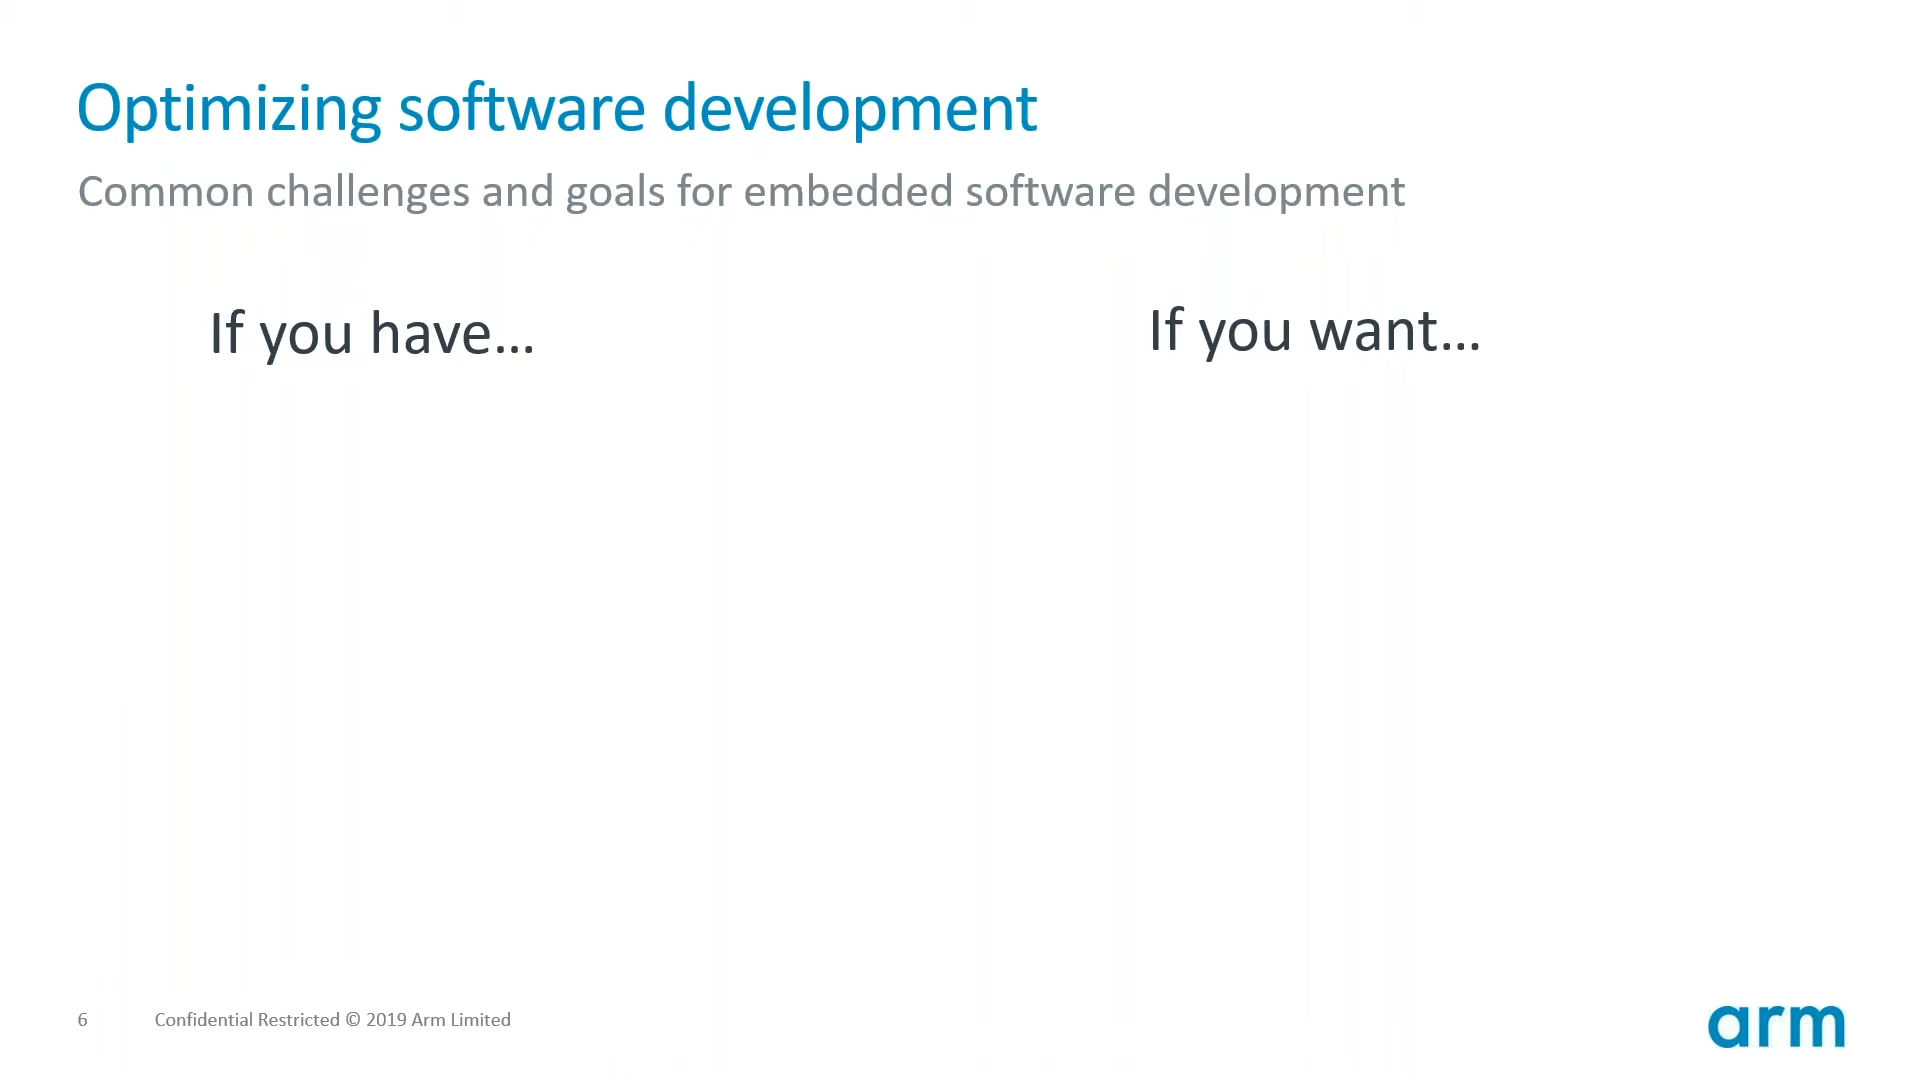 Optimizing software development
Common challenges and goals for embedded software development
If you have...
If you want...
6 Confidential Restricted © 2019 Arm Limited
arm